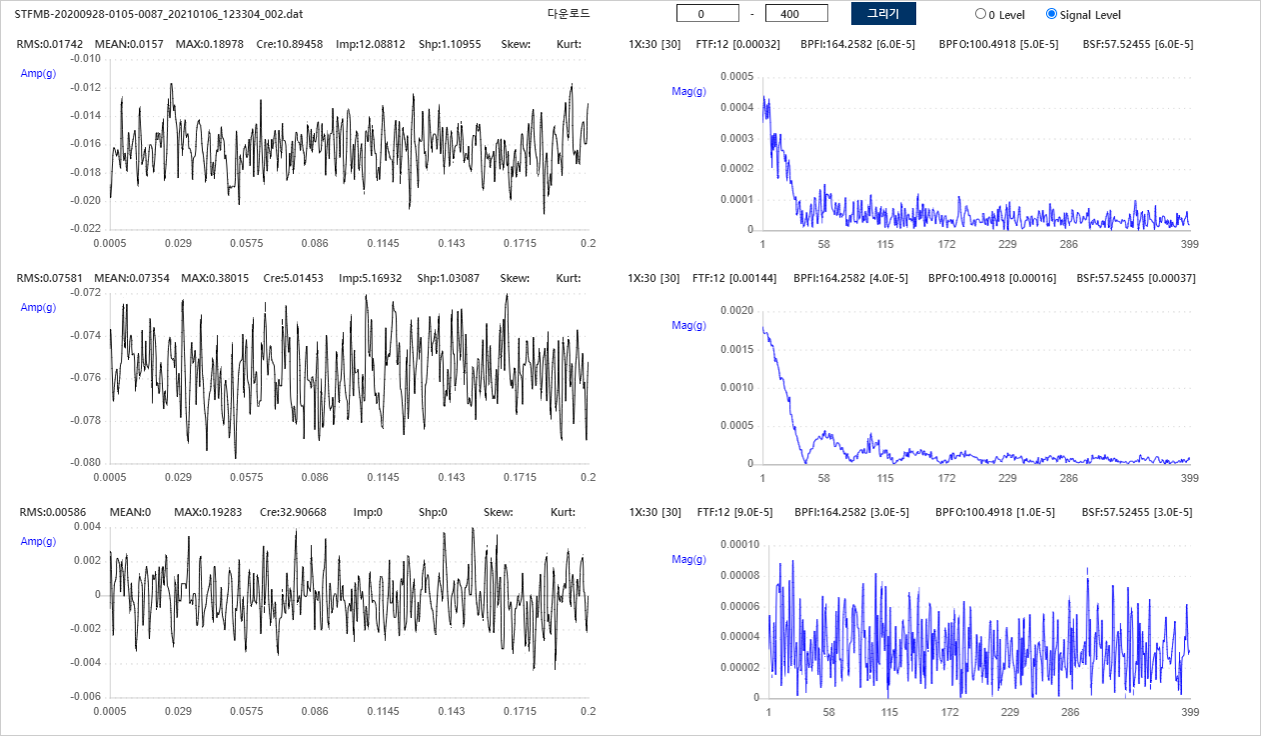 STFMB-20200928-0105-0087_20210106_123304_002.dat 다운로드 0 - 400 그리기 0 Level Signal Level
RMS:0.01742 MEAN:0.0157 MAX:0.18978 Cre:10.89458 Imp:12.08812 Shp:1.10955 Skew: Kurt:
Amp(g)
-0.010
-0.012
-0.014
-0.016
-0.018
-0.020
-0.022
0.0005 0.029 0.0575 0.086 0.1145 0.143 0.1715 0.2
1X:30 [30] FTF:12 [0.00032] BPFI:164.2582 [6.0E-5] BPFO:100.4918 [5.0E-5] BSF:57.52455 [6.0E-5]
Mag(g)
0.0005
0.0004
0.0003
0.0002
0.0001
0
1 58 115 172 229 286 399
RMS:0.07581 MEAN:0.07354 MAX:0.38015 Cre:5.01453 Imp:5.16932 Shp:1.03087 Skew: Kurt:
Amp(g)
-0.072
-0.074
-0.076
-0.078
-0.080
0.0005 0.029 0.0575 0.086 0.1145 0.143 0.1715 0.2
1X:30 [30] FTF:12 [0.00144] BPFI:164.2582 [4.0E-5] BPFO:100.4918 [0.00016] BSF:57.52455 [0.00037]
Mag(g)
0.0020
0.0015
0.0010
0.0005
0
1 58 115 172 229 286 399
RMS:0.00586 MEAN:0 MAX:0.19283 Cre:32.90668 Imp:0 Shp:0 Skew: Kurt:
Amp(g)
0.004
0.002
0
-0.002
-0.004
-0.006
0.0005 0.029 0.0575 0.086 0.1145 0.143 0.1715 0.2
1X:30 [30] FTF:12 [9.0E-5] BPFI:164.2582 [3.0E-5] BPFO:100.4918 [1.0E-5] BSF:57.52455 [3.0E-5]
Mag(g)
0.00010
0.00008
0.00006
0.00004
0.00002
0
1 58 115 172 229 286 399